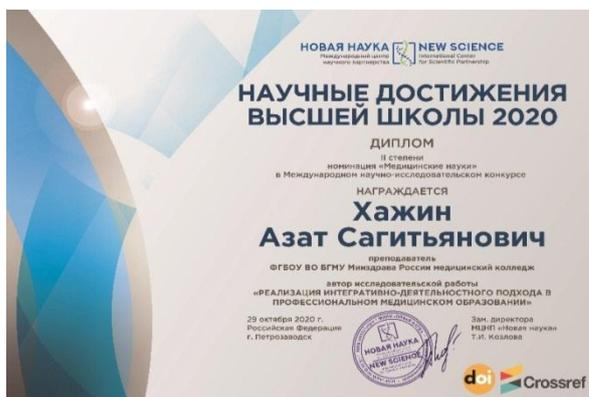 НОВАЯ НАУКА
Международный центр
научного партнерства
NEW SCIENCE
International Center
for Scientific Partnership
НАУЧНЫЕ ДОСТИЖЕНИЯ
ВЫСШЕЙ ШКОЛЫ 2020
ДИПЛОМ
II степени
номинация «Медицинские науки»
в Международном научно-исследовательском конкурсе
НАГРАЖДАЕТСЯ
Хажин
Азат Сагитьянович
преподаватель
ФГБОУ ВО БГМУ Минздрава России медицинский колледж
автор исследовательской работы
«РЕАЛИЗАЦИЯ ИНТЕГРАТИВНО-ДЕЯТЕЛЬНОСТНОГО ПОДХОДА В
ПРОФЕССИОНАЛЬНОМ МЕДИЦИНСКОМ ОБРАЗОВАНИИ»
29 октября 2020 г.
Российская Федерация
г. Петрозаводск
Зам. директора
МЦНП «Новая наука»
Т.И. Козлова
НОВАЯ НАУКА
NEW SCIENCE
doi
Crossref